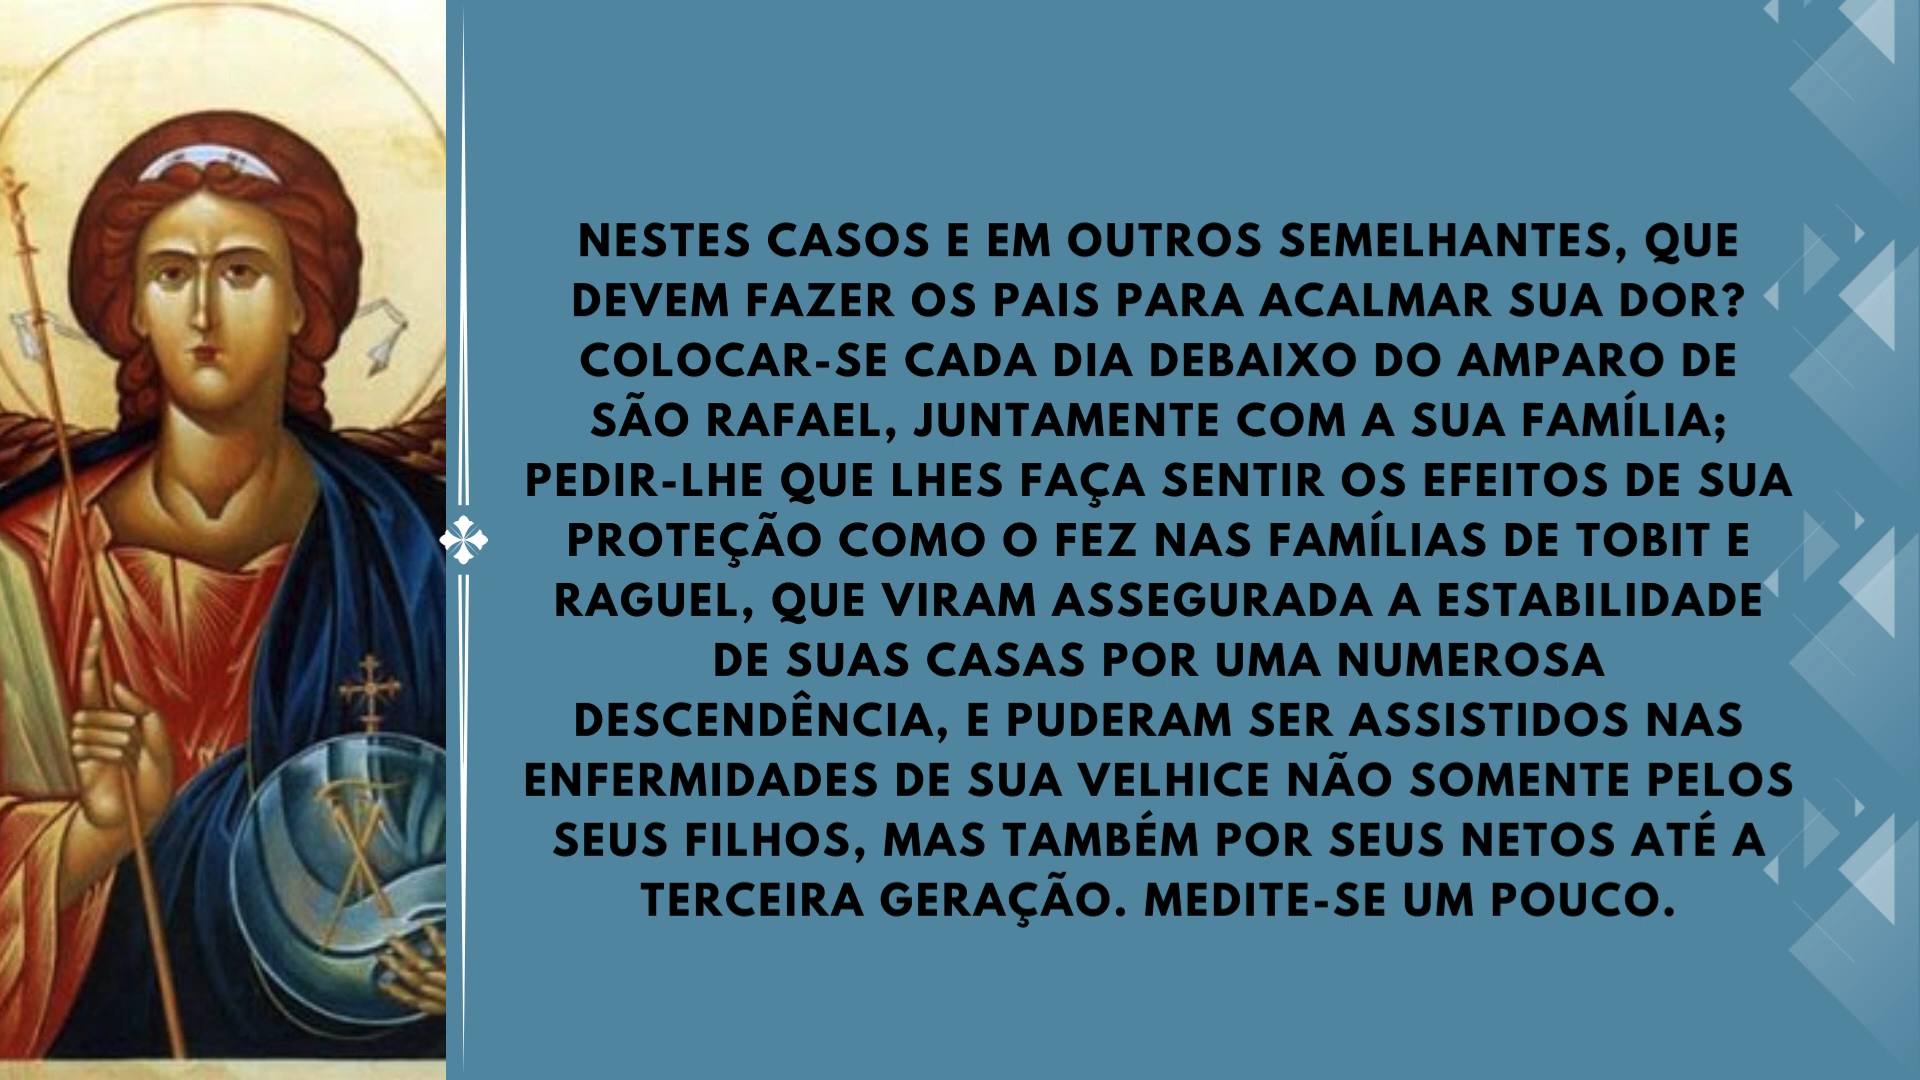 NESTES CASOS E EM OUTROS SEMELHANTES, QUE
DEVEM FAZER OS PAIS PARA ACALMAR SUA DOR?
COLOCAR-SE CADA DIA DEBAIXO DO AMPARO DE
SÃO RAFAEL, JUNTAMENTE COM A SUA FAMÍLIA;
PEDIR-LHE QUE LHES FAÇA SENTIR OS EFEITOS DE SUA
PROTEÇÃO COMO O FEZ NAS FAMÍLIAS DE TOBIT E
RAGUEL, QUE VIRAM ASSEGURADA A ESTABILIDADE
DE SUAS CASAS POR UMA NUMEROSA
DESCENDÊNCIA, E PUDERAM SER ASSISTIDOS NAS
ENFERMIDADES DE SUA VELHICE NÃO SOMENTE PELOS
SEUS FILHOS, MAS TAMBÉM POR SEUS NETOS ATÉ A
TERCEIRA GERAÇÃO. MEDITE-SE UM POUCO.